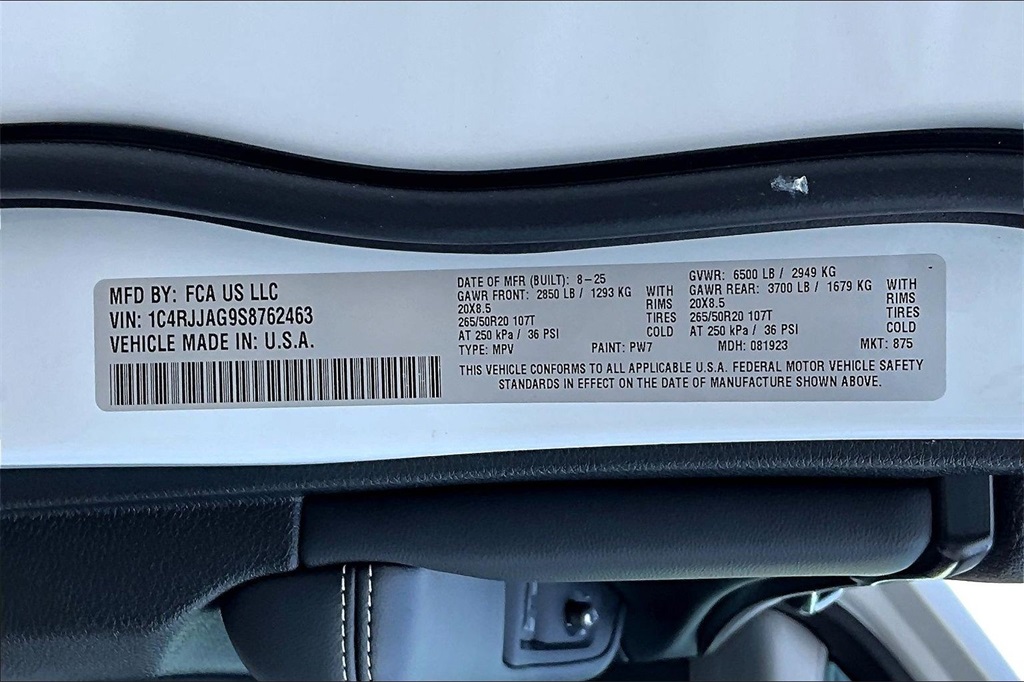 MFD BY: FCA US LLC
VIN: 1C4RJJAG9S8762463
VEHICLE MADE IN: U.S.A.
DATE OF MFR (BUILT): 8-25
GAWR FRONT: 2850 LB / 1293 KG WITH
20X8.5 RIMS
265/50R20 107T TIRES
AT 250 kPa / 36 PSI COLD
TYPE: MPV PAINT: PW7
GVWR: 6500 LB / 2949 KG
GAWR REAR: 3700 LB / 1679 KG WITH
20X8.5 RIMS
265/50R20 107T TIRES
AT 250 kPa / 36 PSI COLD
MDH: 081923 MKT: 875
THIS VEHICLE CONFORMS TO ALL APPLICABLE U.S.A. FEDERAL MOTOR VEHICLE SAFETY
STANDARDS IN EFFECT ON THE DATE OF MANUFACTURE SHOWN ABOVE.